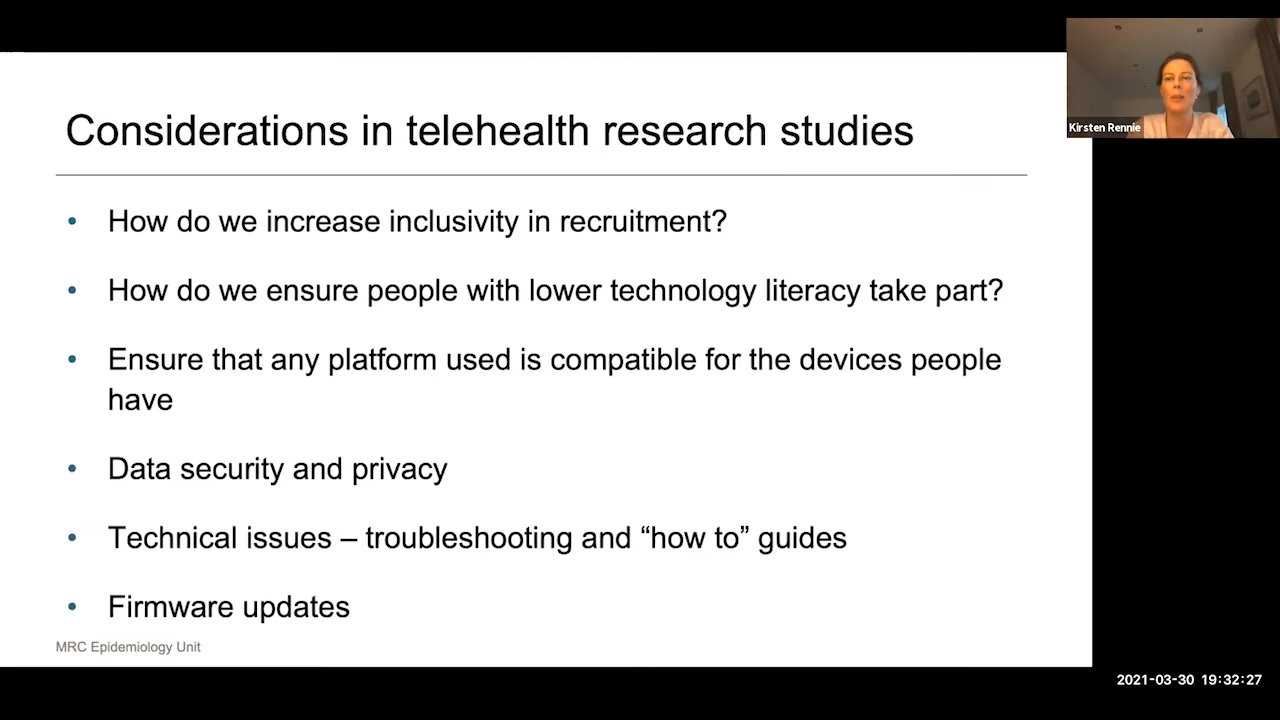 Considerations in telehealth research studies
• How do we increase inclusivity in recruitment?
• How do we ensure people with lower technology literacy take part?
• Ensure that any platform used is compatible for the devices people
have
• Data security and privacy
• Technical issues – troubleshooting and “how to” guides
• Firmware updates
MRC Epidemiology Unit
Kirsten Rennie
2021-03-30 19:32:27